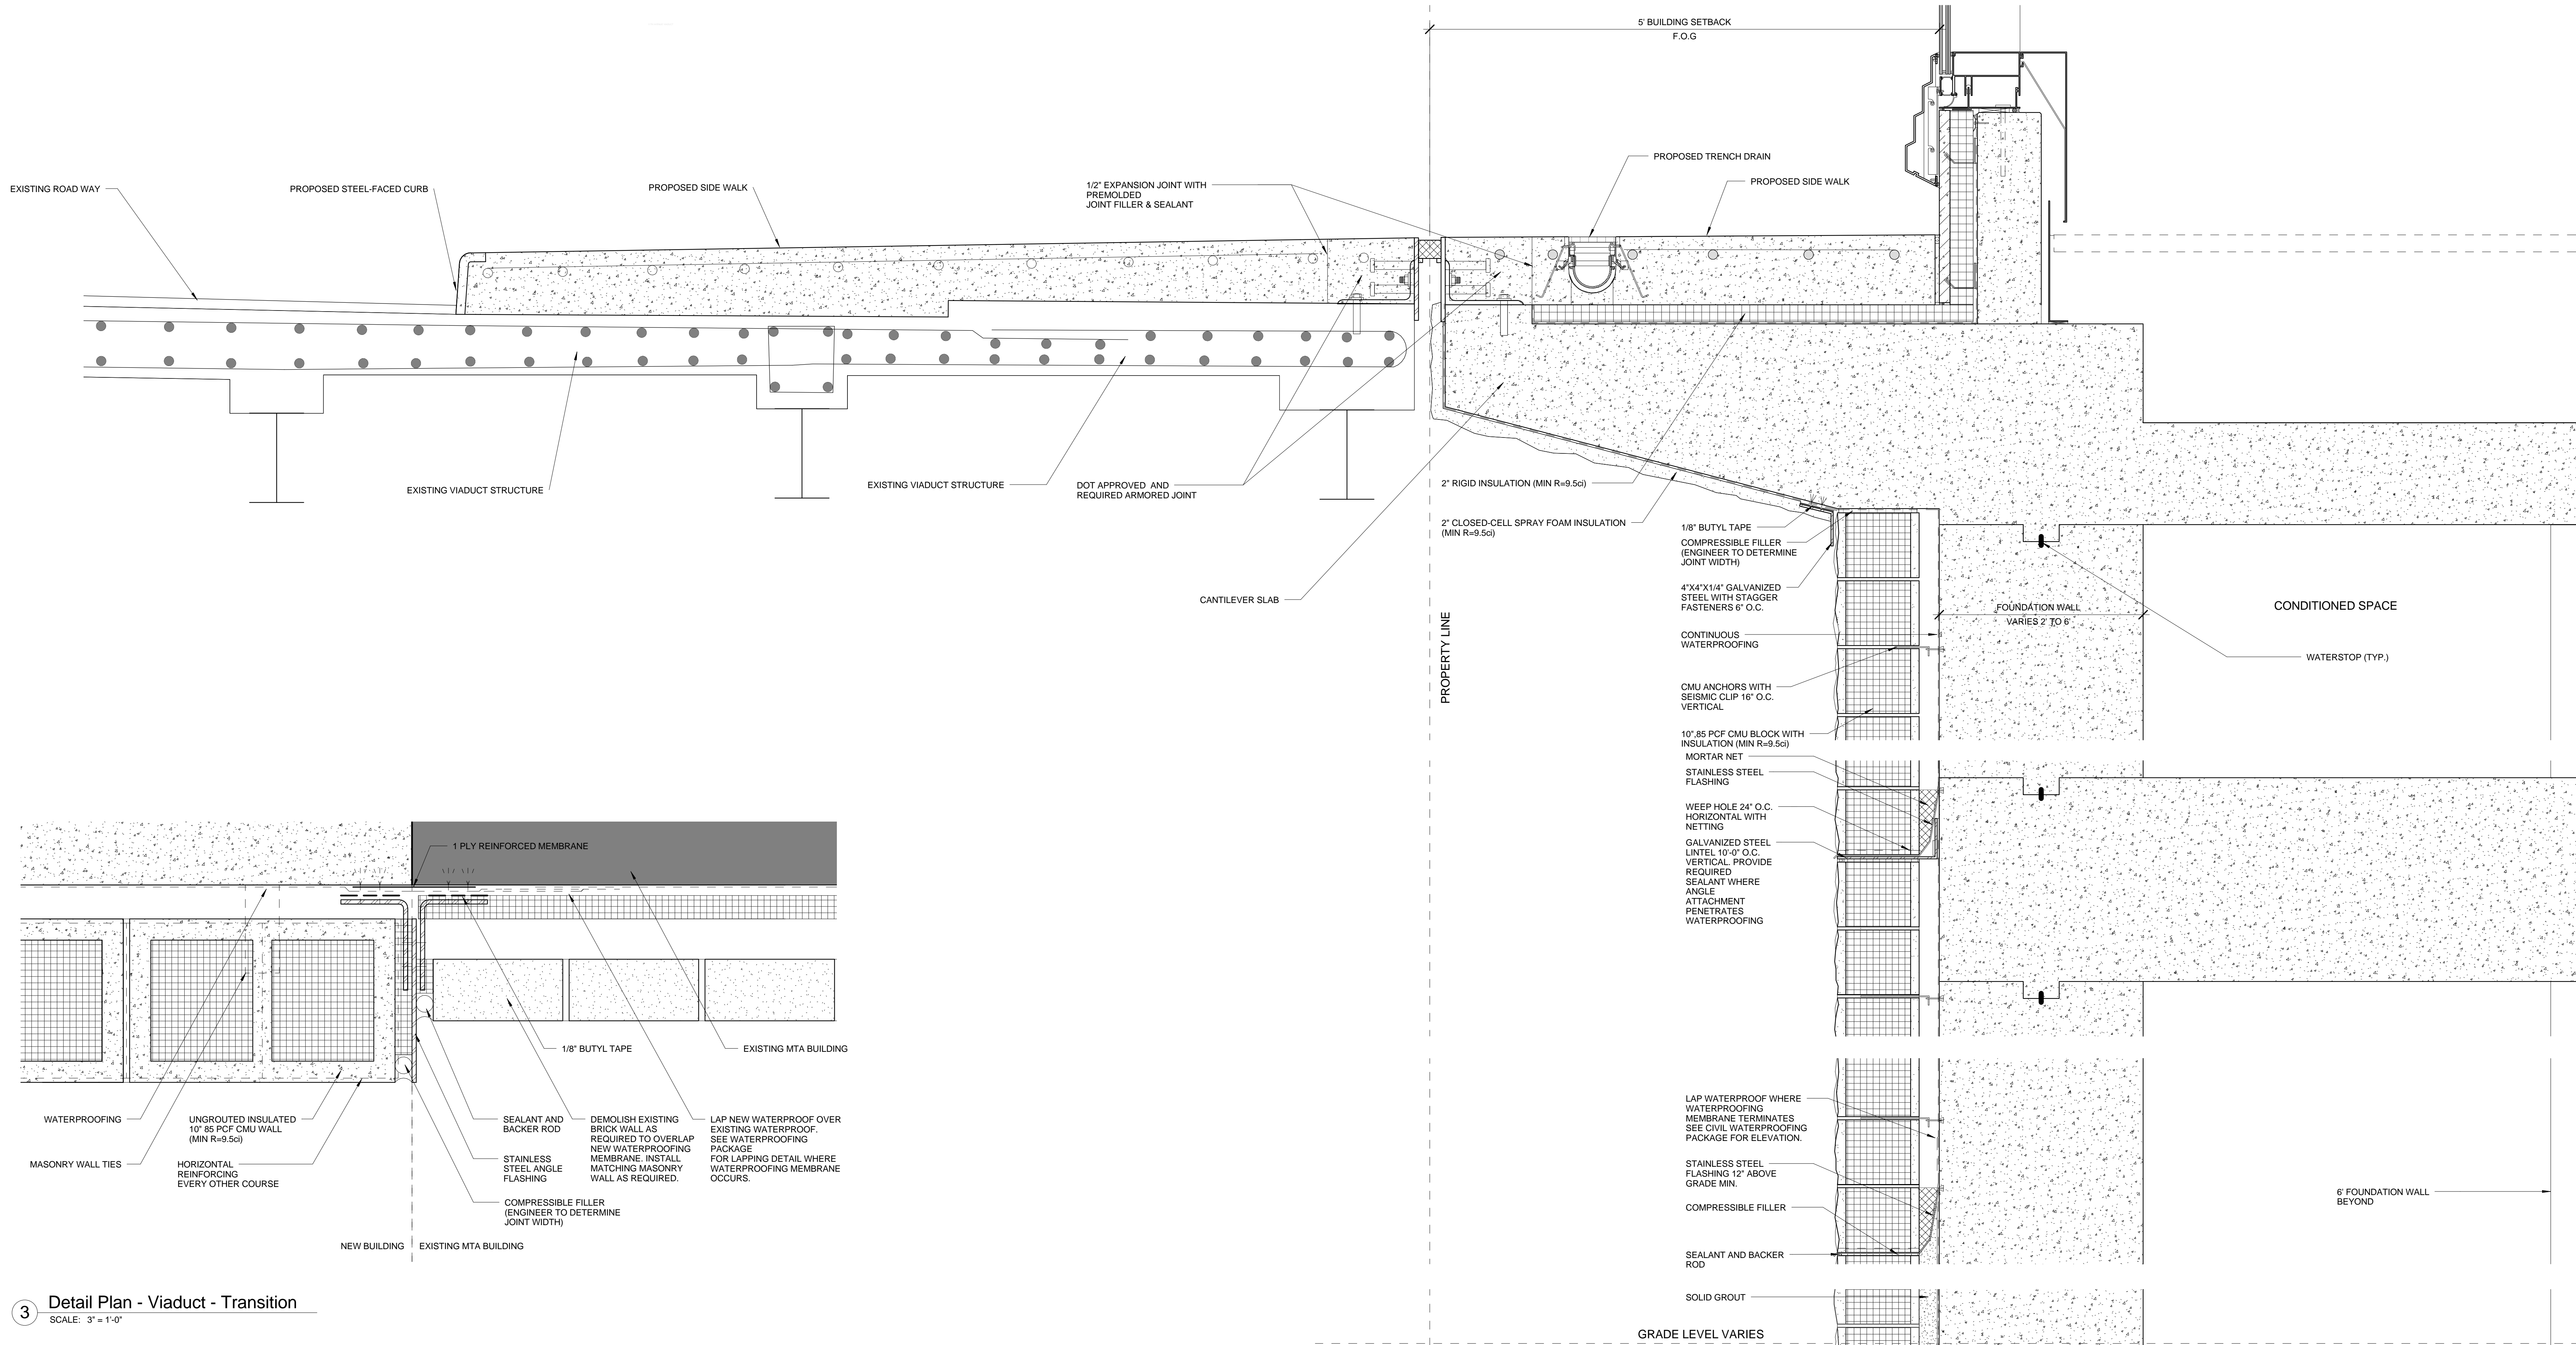 5' BUILDING SETBACK
F.O.G
EXISTING ROAD WAY
PROPOSED STEEL-FACED CURB
PROPOSED SIDE WALK
1/2" EXPANSION JOINT WITH
PREMOLDED
JOINT FILLER & SEALANT
PROPOSED TRENCH DRAIN
PROPOSED SIDE WALK
EXISTING VIADUCT STRUCTURE
EXISTING VIADUCT STRUCTURE
DOT APPROVED AND
REQUIRED ARMORED JOINT
2" RIGID INSULATION (MIN R=9.5ci)
2" CLOSED-CELL SPRAY FOAM INSULATION
(MIN R=9.5ci)
CANTILEVER SLAB
PROPERTY LINE
1/8" BUTYL TAPE
COMPRESSIBLE FILLER
(ENGINEER TO DETERMINE
JOINT WIDTH)
4"X4"X1/4" GALVANIZED
STEEL WITH STAGGER
FASTENERS 6" O.C.
CONTINUOUS
WATERPROOFING
CMU ANCHORS WITH
SEISMIC CLIP 16" O.C.
VERTICAL
10",85 PCF CMU BLOCK WITH
INSULATION (MIN R=9.5ci)
MORTAR NET
STAINLESS STEEL
FLASHING
WEEP HOLE 24" O.C.
HORIZONTAL WITH
NETTING
GALVANIZED STEEL
LINTEL 10'-0" O.C.
VERTICAL. PROVIDE
REQUIRED
SEALANT WHERE
ANGLE
ATTACHMENT
PENETRATES
WATERPROOFING
FOUNDATION WALL
VARIES 2' TO 6'
CONDITIONED SPACE
WATERSTOP (TYP.)
LAP WATERPROOF WHERE
WATERPROOFING
MEMBRANE TERMINATES
SEE CIVIL WATERPROOFING
PACKAGE FOR ELEVATION.
STAINLESS STEEL
FLASHING 12" ABOVE
GRADE MIN.
COMPRESSIBLE FILLER
SEALANT AND BACKER
ROD
SOLID GROUT
GRADE LEVEL VARIES
6' FOUNDATION WALL
BEYOND
1 PLY REINFORCED MEMBRANE
1/8" BUTYL TAPE
EXISTING MTA BUILDING
WATERPROOFING
MASONRY WALL TIES
UNGROUTED INSULATED
10" 85 PCF CMU WALL
(MIN R=9.5ci)
HORIZONTAL
REINFORCING
EVERY OTHER COURSE
SEALANT AND
BACKER ROD
STAINLESS
STEEL ANGLE
FLASHING
COMPRESSIBLE FILLER
(ENGINEER TO DETERMINE
JOINT WIDTH)
DEMOLISH EXISTING
BRICK WALL AS
REQUIRED TO OVERLAP
NEW WATERPROOFING
MEMBRANE. INSTALL
MATCHING MASONRY
WALL AS REQUIRED.
LAP NEW WATERPROOF OVER
EXISTING WATERPROOF.
SEE WATERPROOFING
PACKAGE
FOR LAPPING DETAIL WHERE
WATERPROOFING MEMBRANE
OCCURS.
NEW BUILDING
EXISTING MTA BUILDING
3
Detail Plan - Viaduct - Transition
SCALE: 3" = 1'-0"